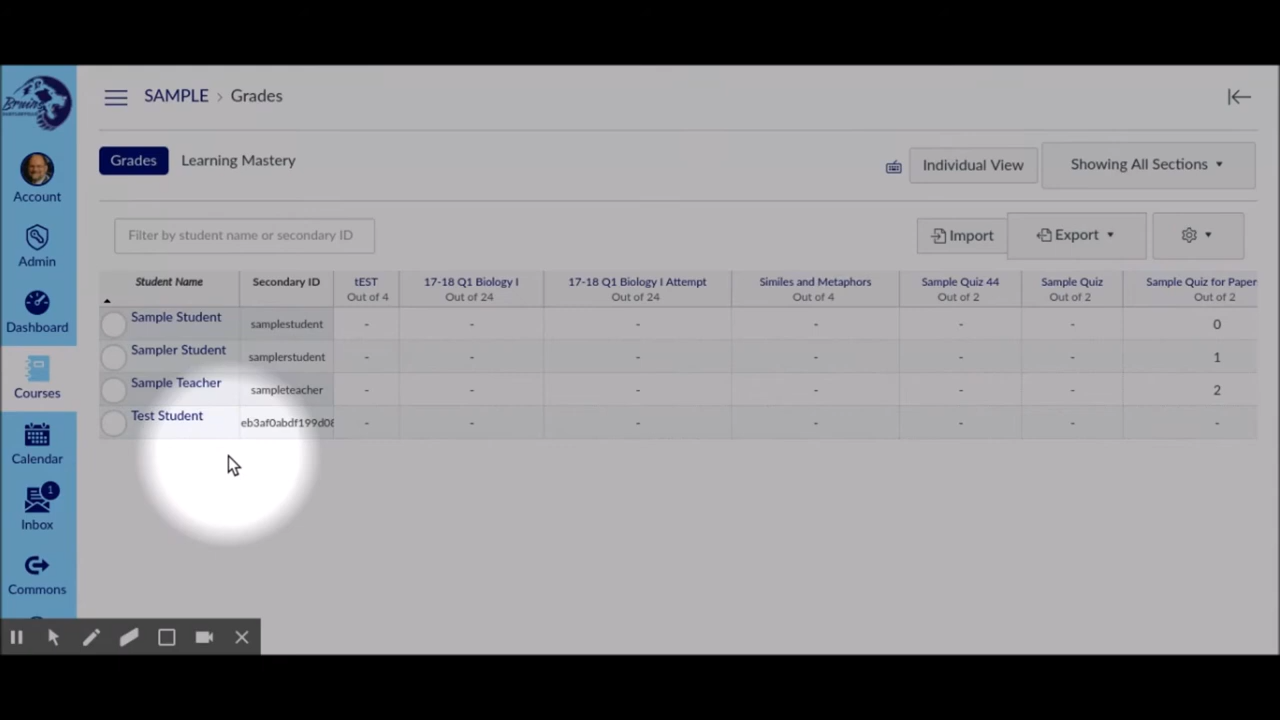 Bruins
SAMPLE › Grades
Grades
Learning Mastery
Individual View
Showing All Sections
Account
Filter by student name or secondary ID
Import
Export
Admin
Student Name
Secondary ID
tEST
Out of 4
17-18 Q1 Biology I
Out of 24
17-18 Q1 Biology I Attempt
Out of 24
Similes and Metaphors
Out of 4
Sample Quiz 44
Out of 2
Sample Quiz
Out of 2
Sample Quiz for Paper
Out of 2
Dashboard
Sample Student samplestudent - - - - - - 0
Sampler Student samplerstudent - - - - - - 1
Sample Teacher sampleteacher - - - - - - 2
Test Student eb3af0abdf199d08 - - - - - - -
Courses
Calendar
1
Inbox
Commons